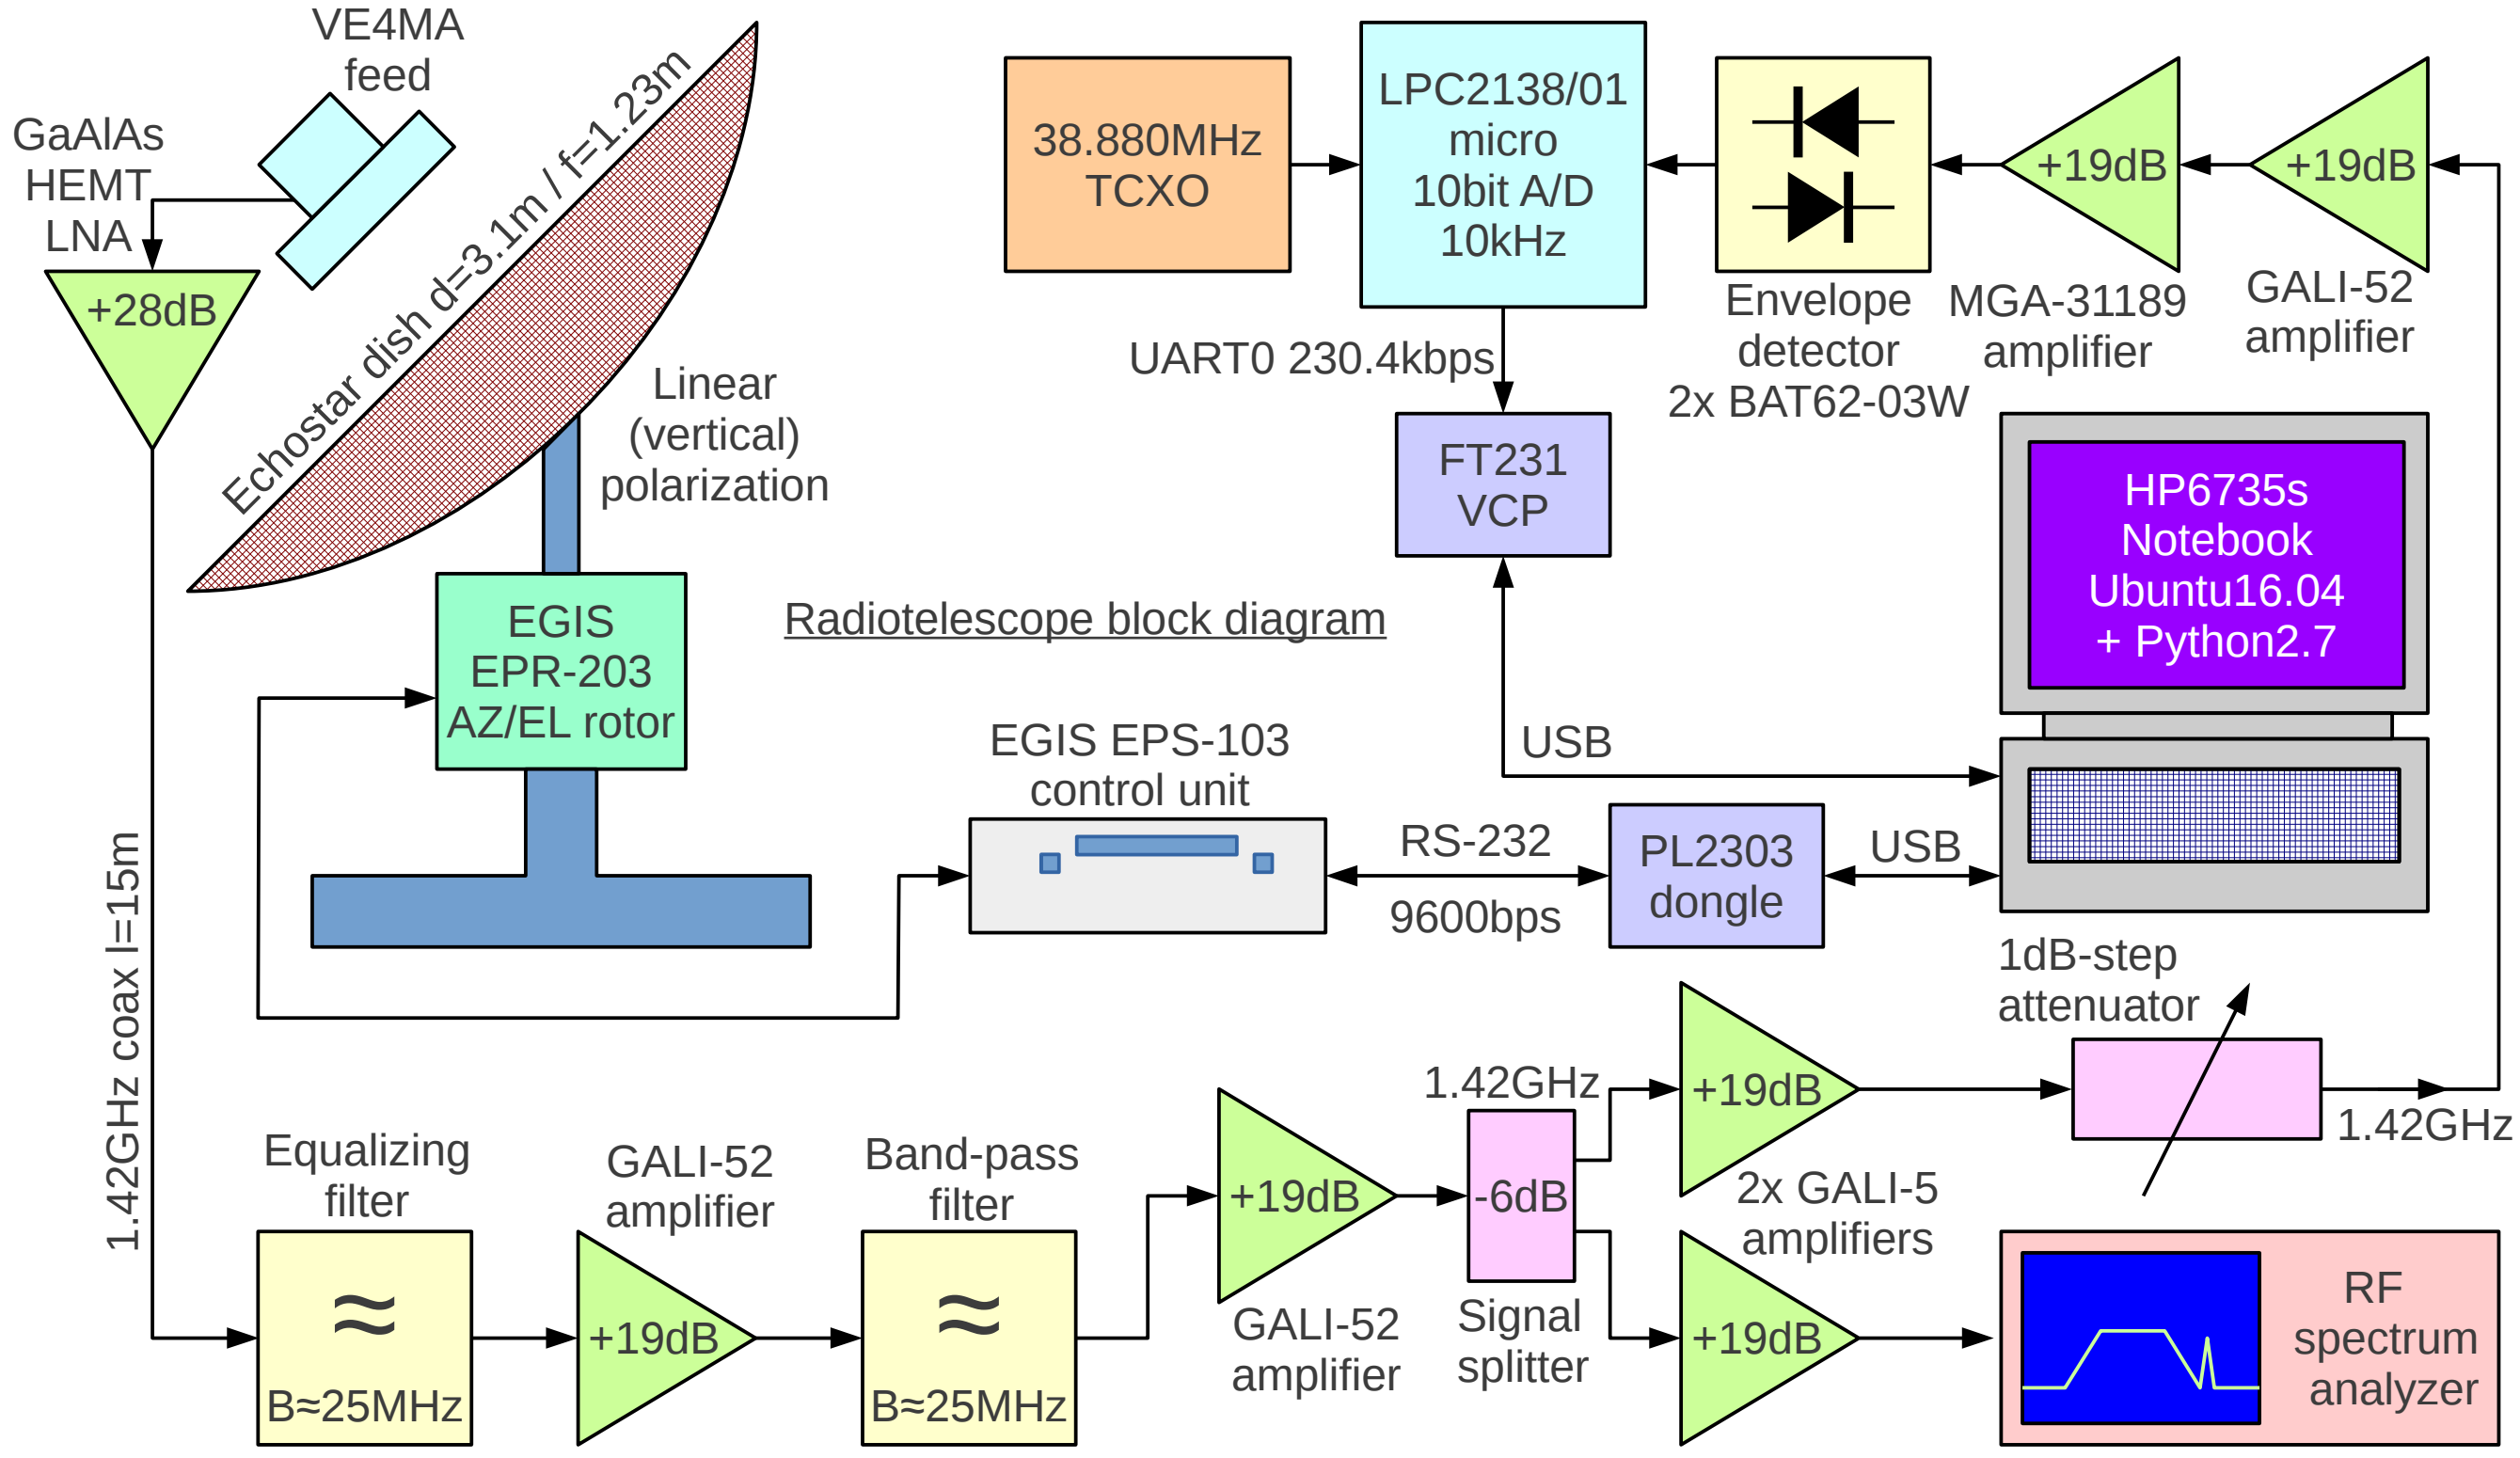 VE4MA
feed
GaAlAs
HEMT
LNA
+28dB
Echostar dish d=3.1m / f=1.23m
Linear
(vertical)
polarization
38.880MHz
TCXO
LPC2138/01
micro
10bit A/D
10kHz
+19dB
+19dB
Envelope
detector
2x BAT62-03W
MGA-31189
amplifier
GALI-52
amplifier
UART0 230.4kbps
FT231
VCP
HP6735s
Notebook
Ubuntu16.04
+ Python2.7
EGIS
EPR-203
AZ/EL rotor
Radiotelescope block diagram
USB
EGIS EPS-103
control unit
RS-232
9600bps
PL2303
dongle
USB
1.42GHz coax l=15m
1dB-step
attenuator
1.42GHz
Equalizing
filter
≈
B≈25MHz
GALI-52
amplifier
+19dB
Band-pass
filter
≈
B≈25MHz
+19dB
GALI-52
amplifier
1.42GHz
-6dB
Signal
splitter
+19dB
2x GALI-5
amplifiers
+19dB
RF
spectrum
analyzer